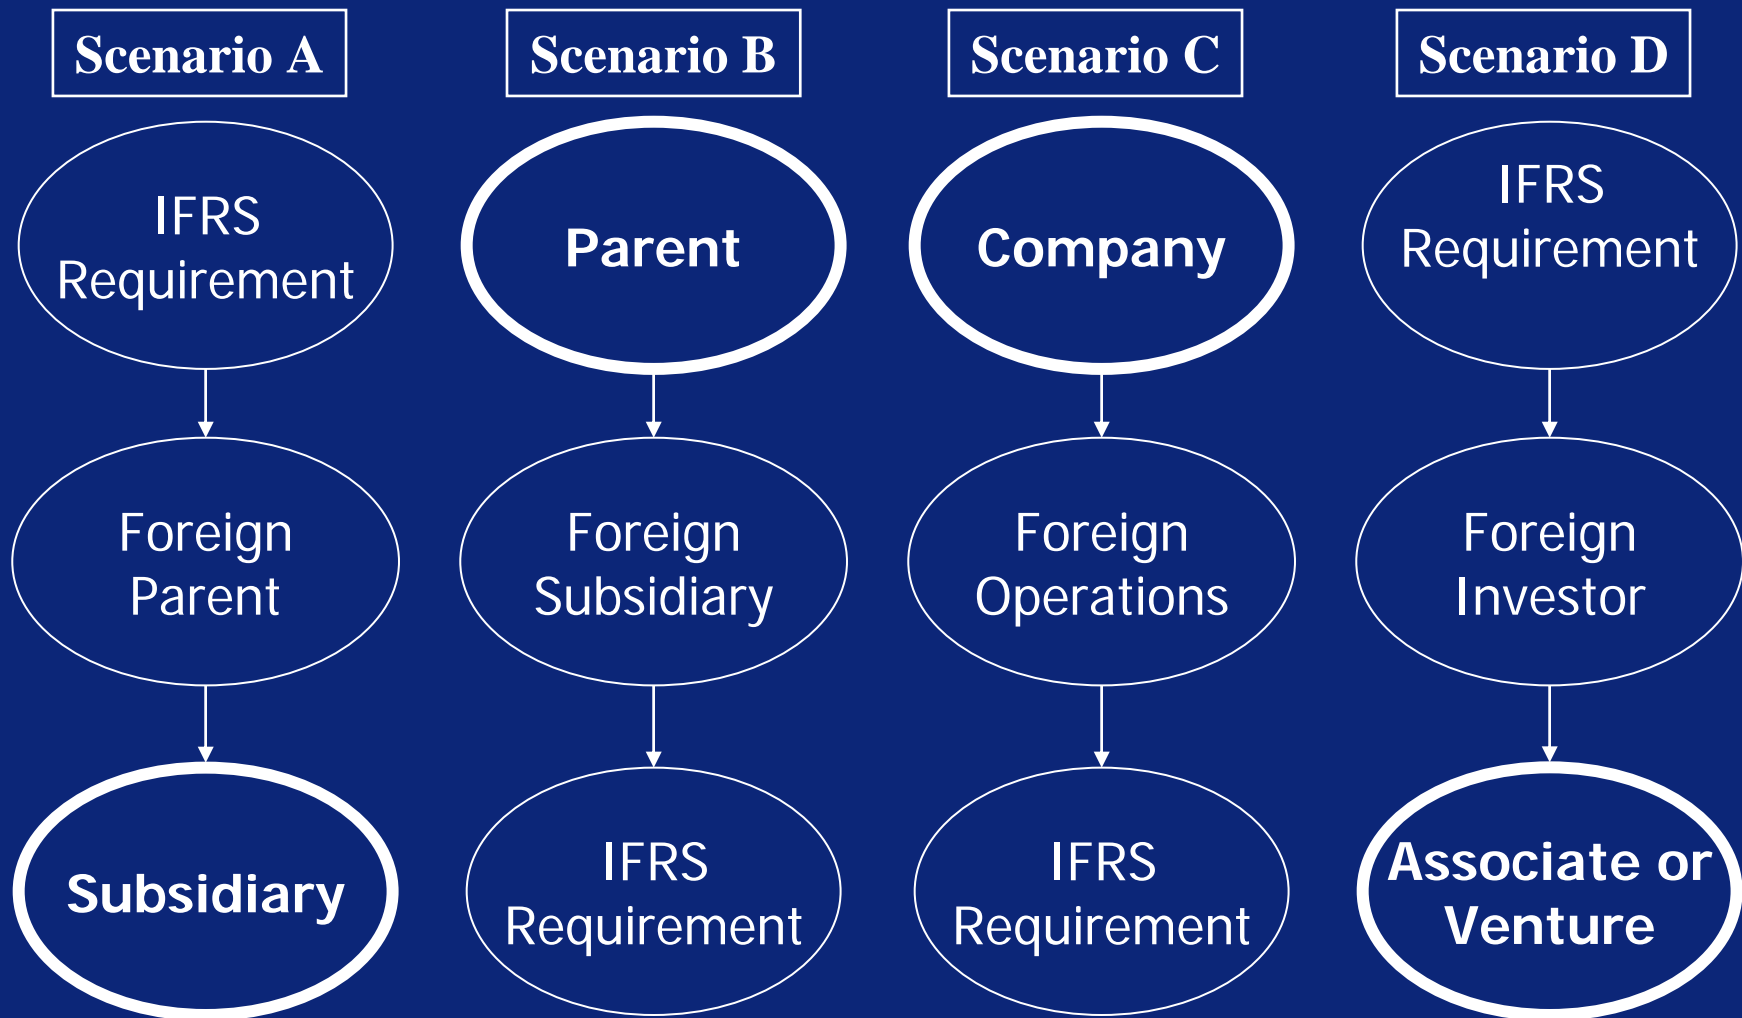 Scenario A
Scenario B
Scenario C
Scenario D
IFRS
Requirement
Parent
Company
IFRS
Requirement
Foreign
Parent
Foreign
Subsidiary
Foreign
Operations
Foreign
Investor
Subsidiary
IFRS
Requirement
IFRS
Requirement
Associate or
Venture